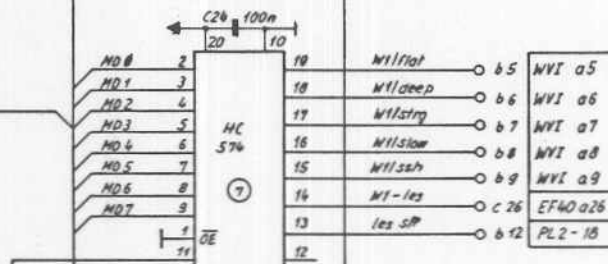 C24 100n
20 10
MD0 2 19 W1/flat b5 WVI a5
MD1 3 18 W1/deep b6 WVI a6
MD2 4 17 W1/strg b7 WVI a7
MD3 5 16 W1/slow b8 WVI a8
MD4 6 15 W1/ssh b9 WVI a9
MD5 7 14 W1-les c26 EF40 a26
MD6 8 13 les b12 PL2-18
MD7 9
HC
574
7
1 OE
11 12